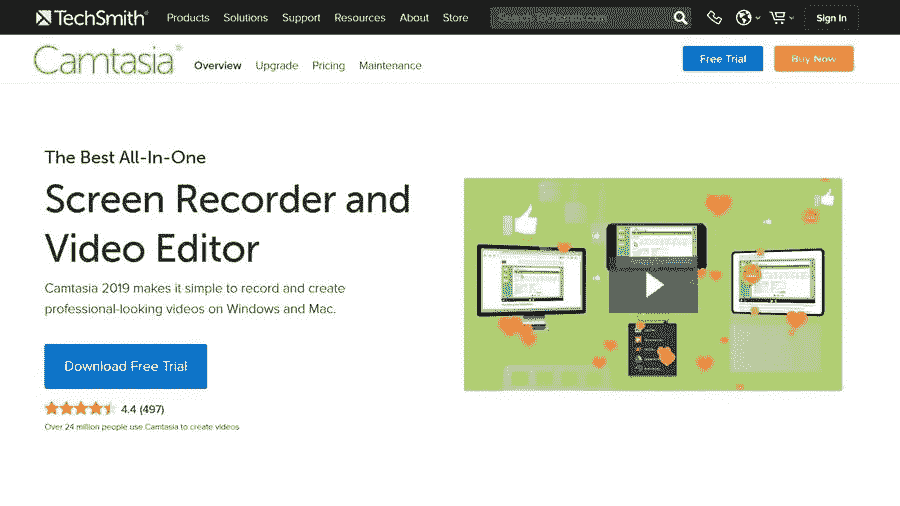 TechSmith® Products Solutions Support Resources About Store Search Techsmith.com Sign In
Camtasia® Overview Upgrade Pricing Maintenance Free Trial Buy Now
The Best All-In-One
Screen Recorder and
Video Editor
Camtasia 2019 makes it simple to record and create
professional-looking videos on Windows and Mac.
Download Free Trial
4.4 (497)
Over 24 million people use Camtasia to create videos